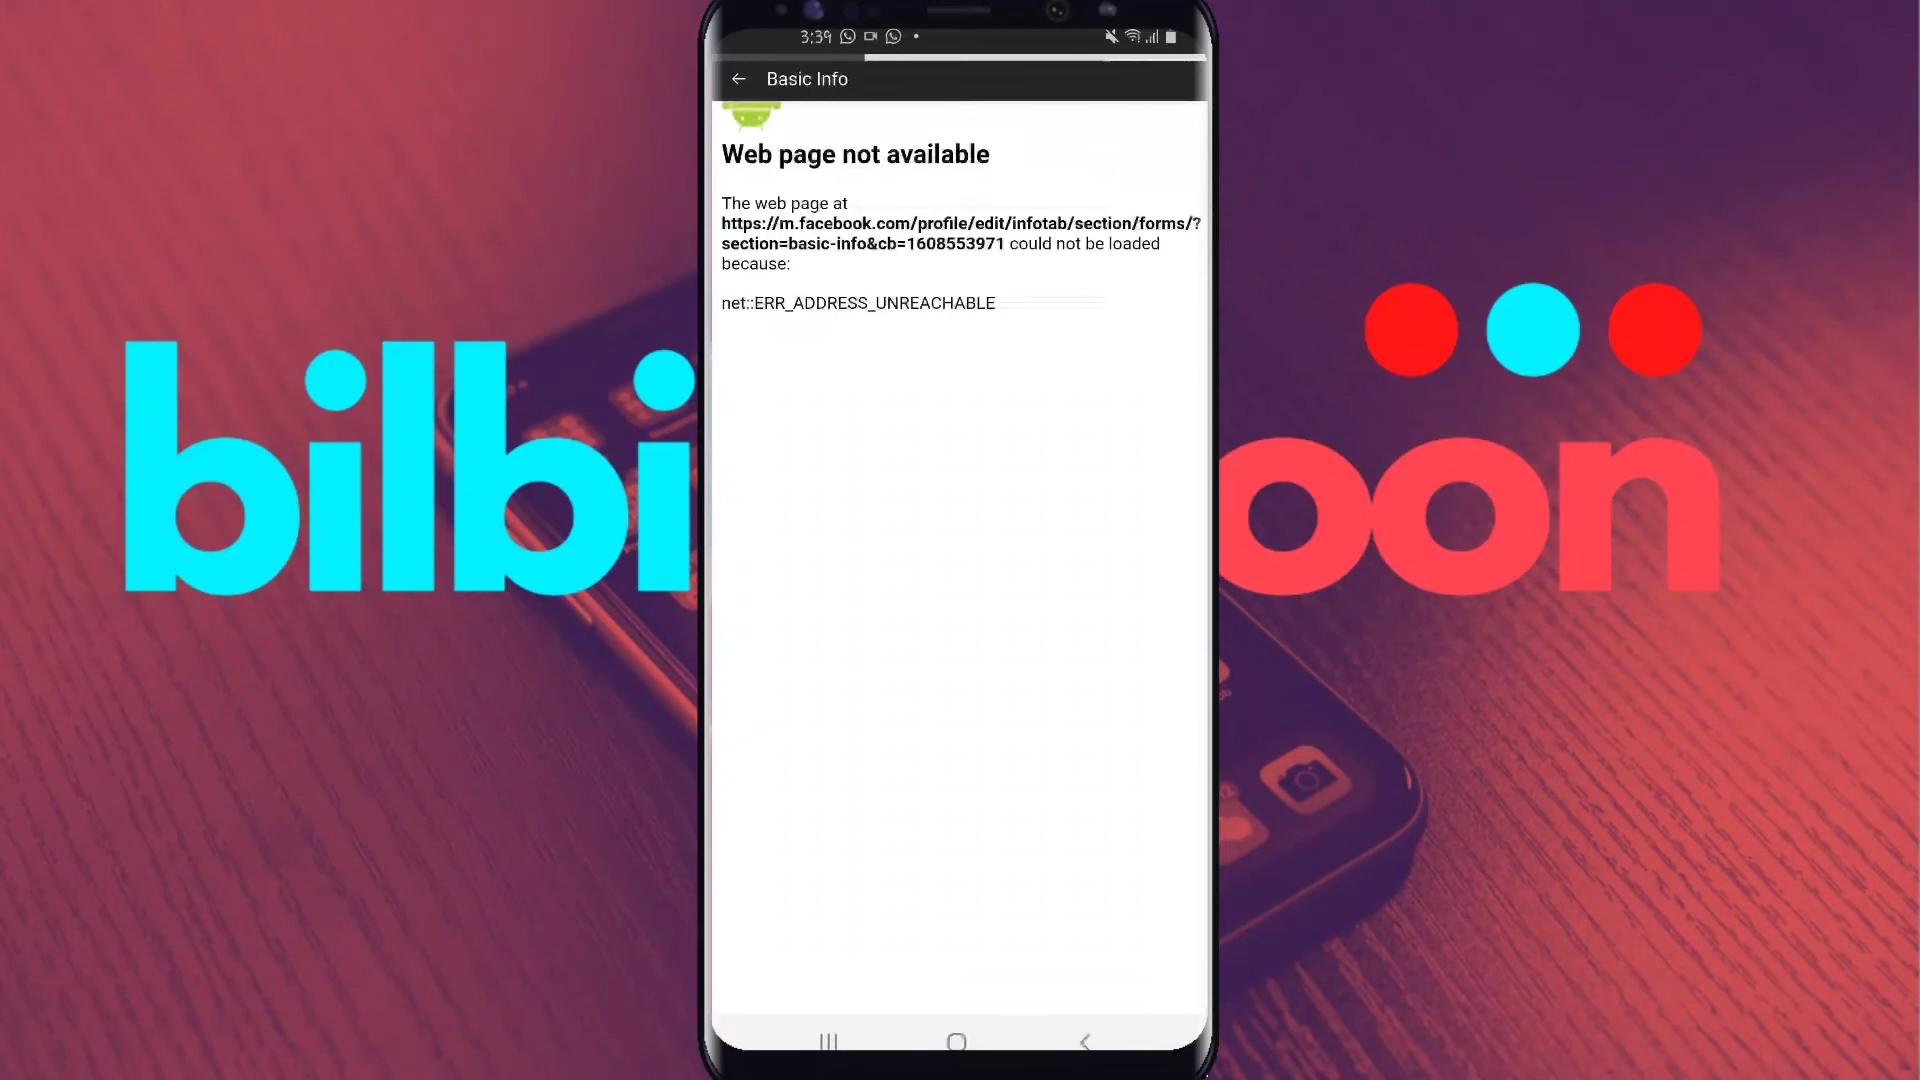 3:39
Basic Info
Web page not available
The web page at
https://m.facebook.com/profile/edit/infotab/section/forms/?
section=basic-info&cb=1608553971 could not be loaded
because:
net::ERR_ADDRESS_UNREACHABLE
bilbi
oon